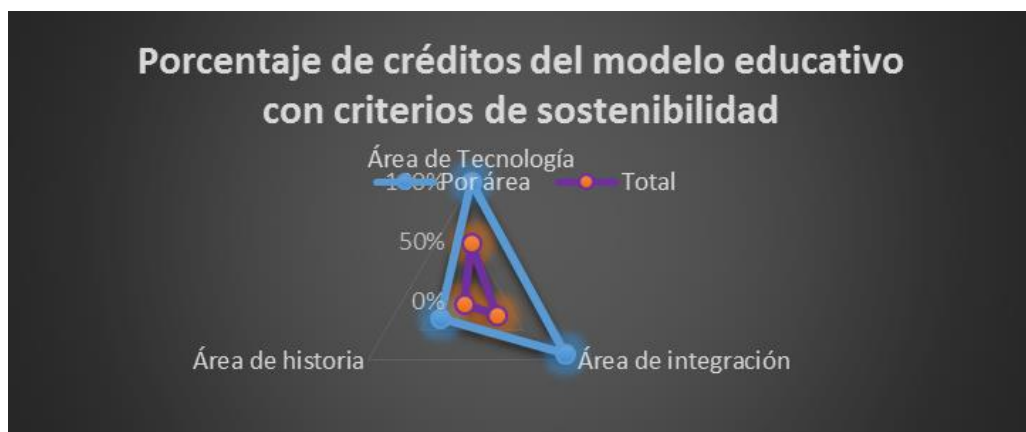 Porcentaje de créditos del modelo educativo
con criterios de sostenibilidad
Área de Tecnología
100%
Por área
Total
50%
0%
Área de historia
Área de integración